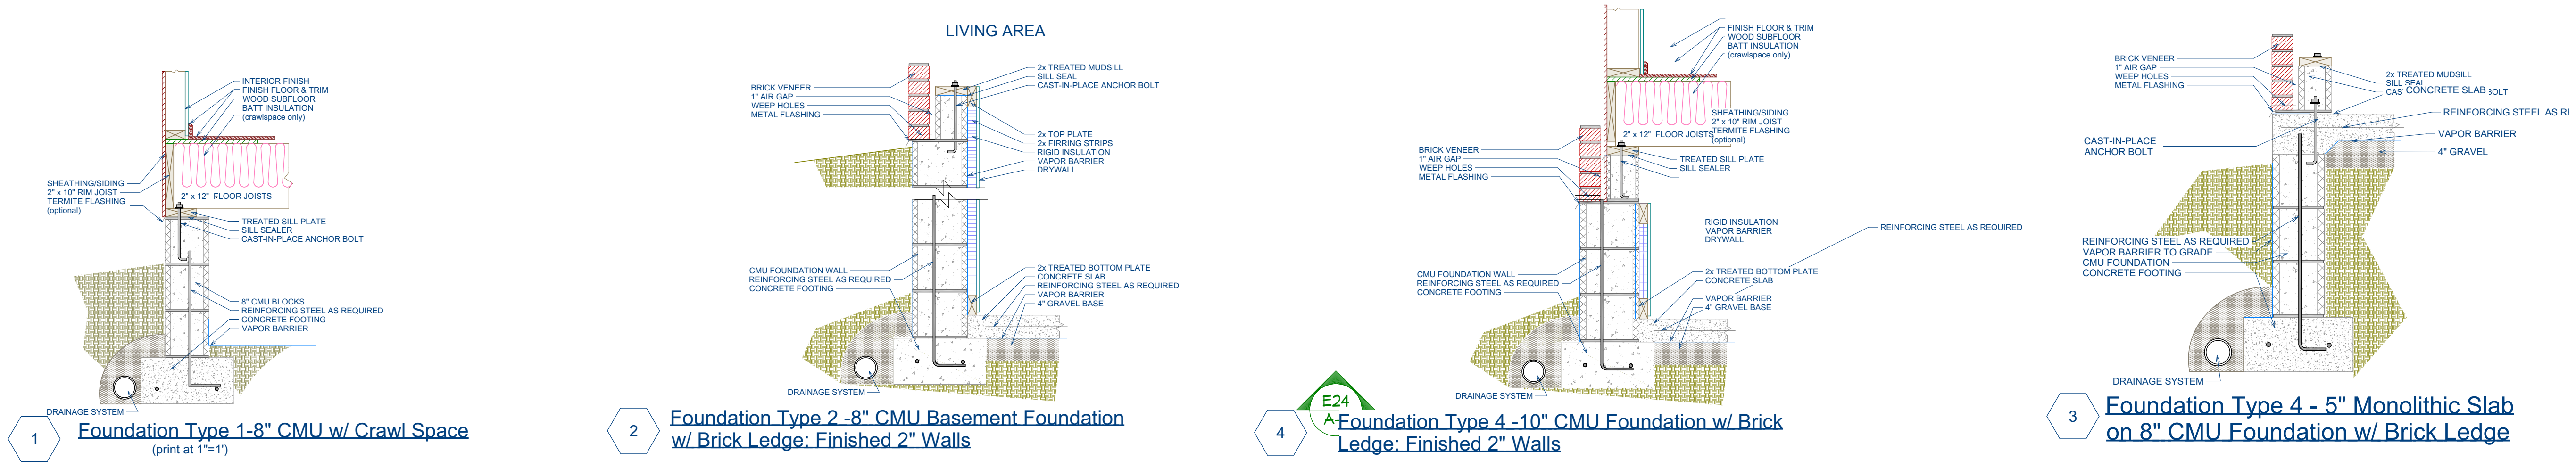 INTERIOR FINISH
FINISH FLOOR & TRIM
WOOD SUBFLOOR
BATT INSULATION
(crawlspace only)
SHEATHING/SIDING
2" x 10" RIM JOIST
TERMITE FLASHING
(optional)
2" x 12" FLOOR JOISTS
TREATED SILL PLATE
SILL SEALER
CAST-IN-PLACE ANCHOR BOLT
8" CMU BLOCKS
REINFORCING STEEL AS REQUIRED
CONCRETE FOOTING
VAPOR BARRIER
DRAINAGE SYSTEM
1
Foundation Type 1-8" CMU w/ Crawl Space
(print at 1"=1')
LIVING AREA
BRICK VENEER
1" AIR GAP
WEEP HOLES
METAL FLASHING
2x TREATED MUDSILL
SILL SEAL
CAST-IN-PLACE ANCHOR BOLT
2x TOP PLATE
2x FIRRING STRIPS
RIGID INSULATION
VAPOR BARRIER
DRYWALL
CMU FOUNDATION WALL
REINFORCING STEEL AS REQUIRED
CONCRETE FOOTING
2x TREATED BOTTOM PLATE
CONCRETE SLAB
REINFORCING STEEL AS REQUIRED
VAPOR BARRIER
4" GRAVEL BASE
DRAINAGE SYSTEM
2
Foundation Type 2 -8" CMU Basement Foundation
w/ Brick Ledge: Finished 2" Walls
FINISH FLOOR & TRIM
WOOD SUBFLOOR
BATT INSULATION
(crawlspace only)
SHEATHING/SIDING
2" x 10" RIM JOIST
TERMITE FLASHING
(optional)
2" x 12" FLOOR JOISTS
BRICK VENEER
1" AIR GAP
WEEP HOLES
METAL FLASHING
TREATED SILL PLATE
SILL SEALER
RIGID INSULATION
VAPOR BARRIER
DRYWALL
REINFORCING STEEL AS REQUIRED
CMU FOUNDATION WALL
REINFORCING STEEL AS REQUIRED
CONCRETE FOOTING
2x TREATED BOTTOM PLATE
CONCRETE SLAB
VAPOR BARRIER
4" GRAVEL BASE
DRAINAGE SYSTEM
E24
A-
4
Foundation Type 4 -10" CMU Foundation w/ Brick
Ledge: Finished 2" Walls
BRICK VENEER
1" AIR GAP
WEEP HOLES
METAL FLASHING
2x TREATED MUDSILL
SILL SEAL
CONCRETE SLAB
REINFORCING STEEL AS
VAPOR BARRIER
4" GRAVEL
CAST-IN-PLACE
ANCHOR BOLT
REINFORCING STEEL AS REQUIRED
VAPOR BARRIER TO GRADE
CMU FOUNDATION
CONCRETE FOOTING
DRAINAGE SYSTEM
3
Foundation Type 4 - 5" Monolithic Slab
on 8" CMU Foundation w/ Brick Ledge